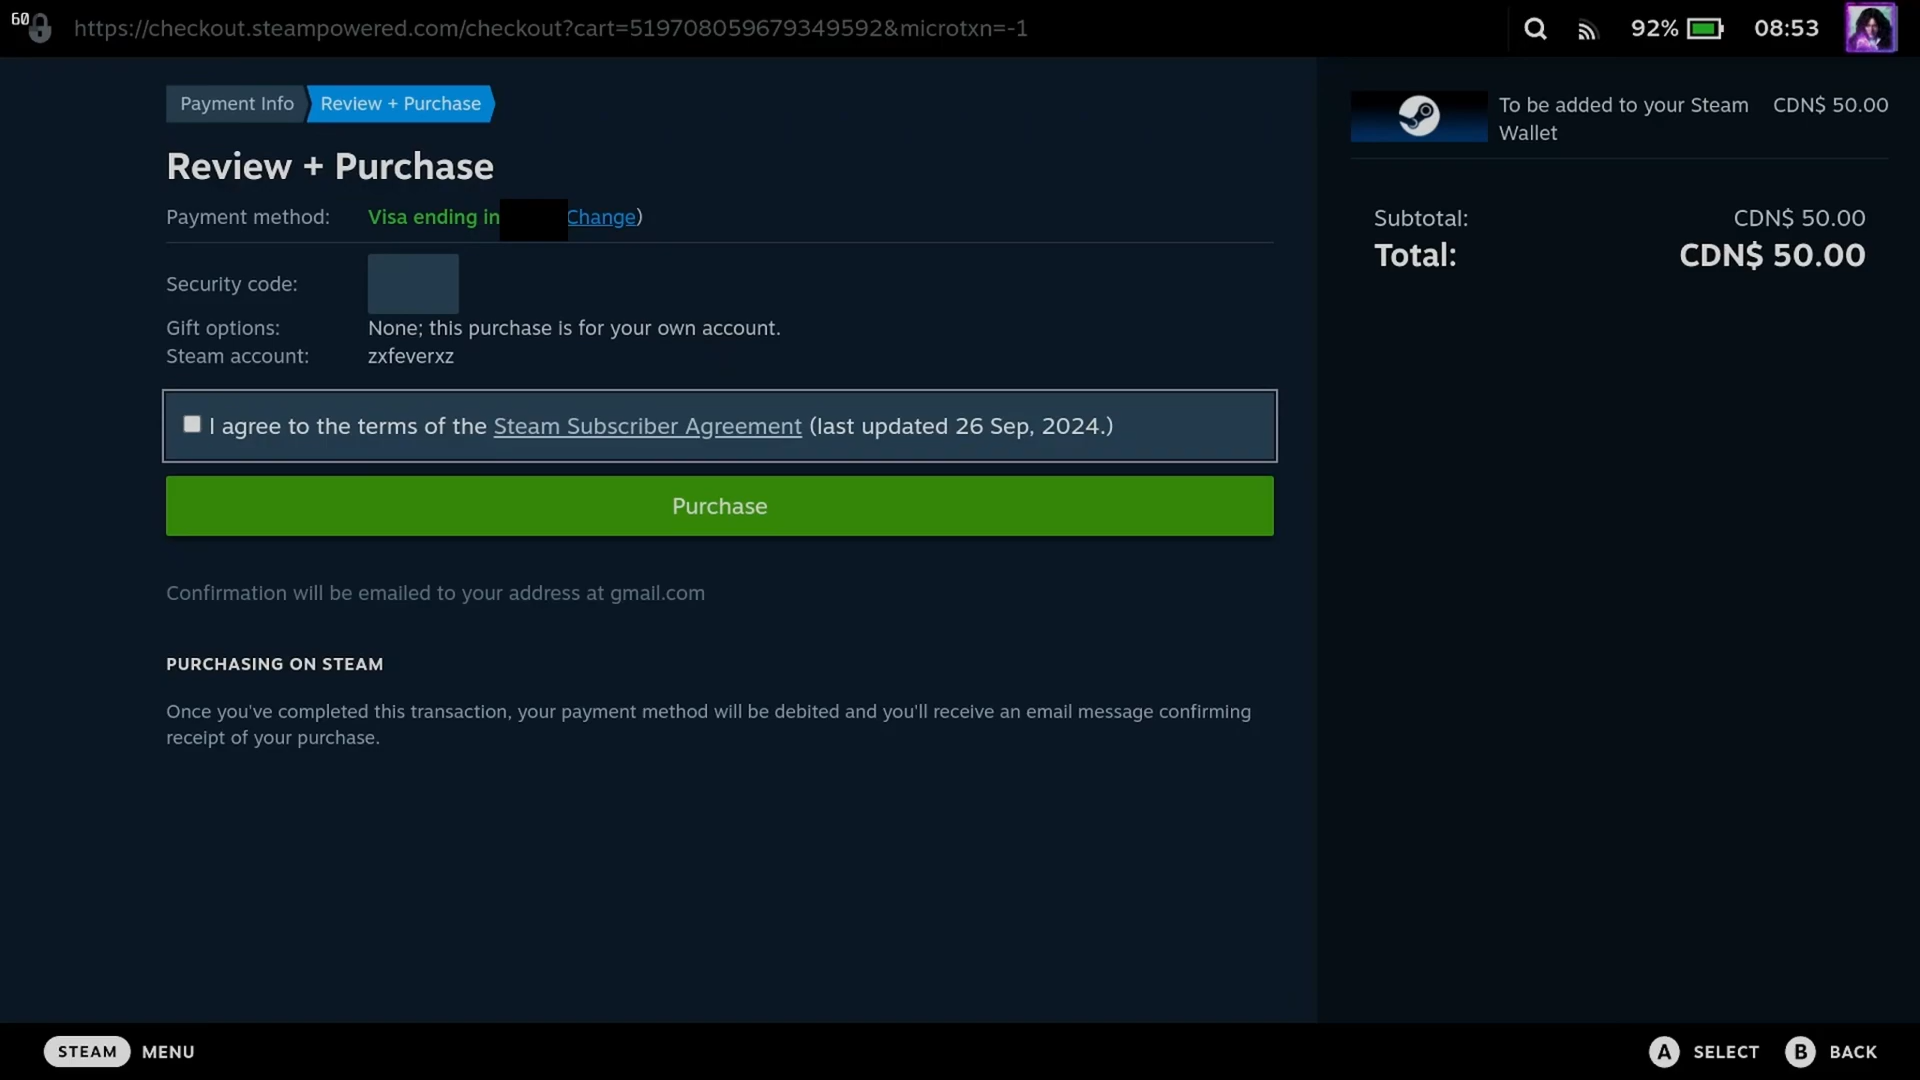 60
https://checkout.steampowered.com/checkout?cart=519708059679349592&microtxn=-1
92%
08:53
Payment Info
Review + Purchase
Review + Purchase
Payment method: Visa ending in Change)
Security code:
Gift options: None; this purchase is for your own account.
Steam account: zxfeverxz
I agree to the terms of the Steam Subscriber Agreement (last updated 26 Sep, 2024.)
Purchase
Confirmation will be emailed to your address at gmail.com
PURCHASING ON STEAM
Once you've completed this transaction, your payment method will be debited and you'll receive an email message confirming
receipt of your purchase.
To be added to your Steam CDN$ 50.00
Wallet
Subtotal: CDN$ 50.00
Total: CDN$ 50.00
STEAM MENU
A SELECT B BACK